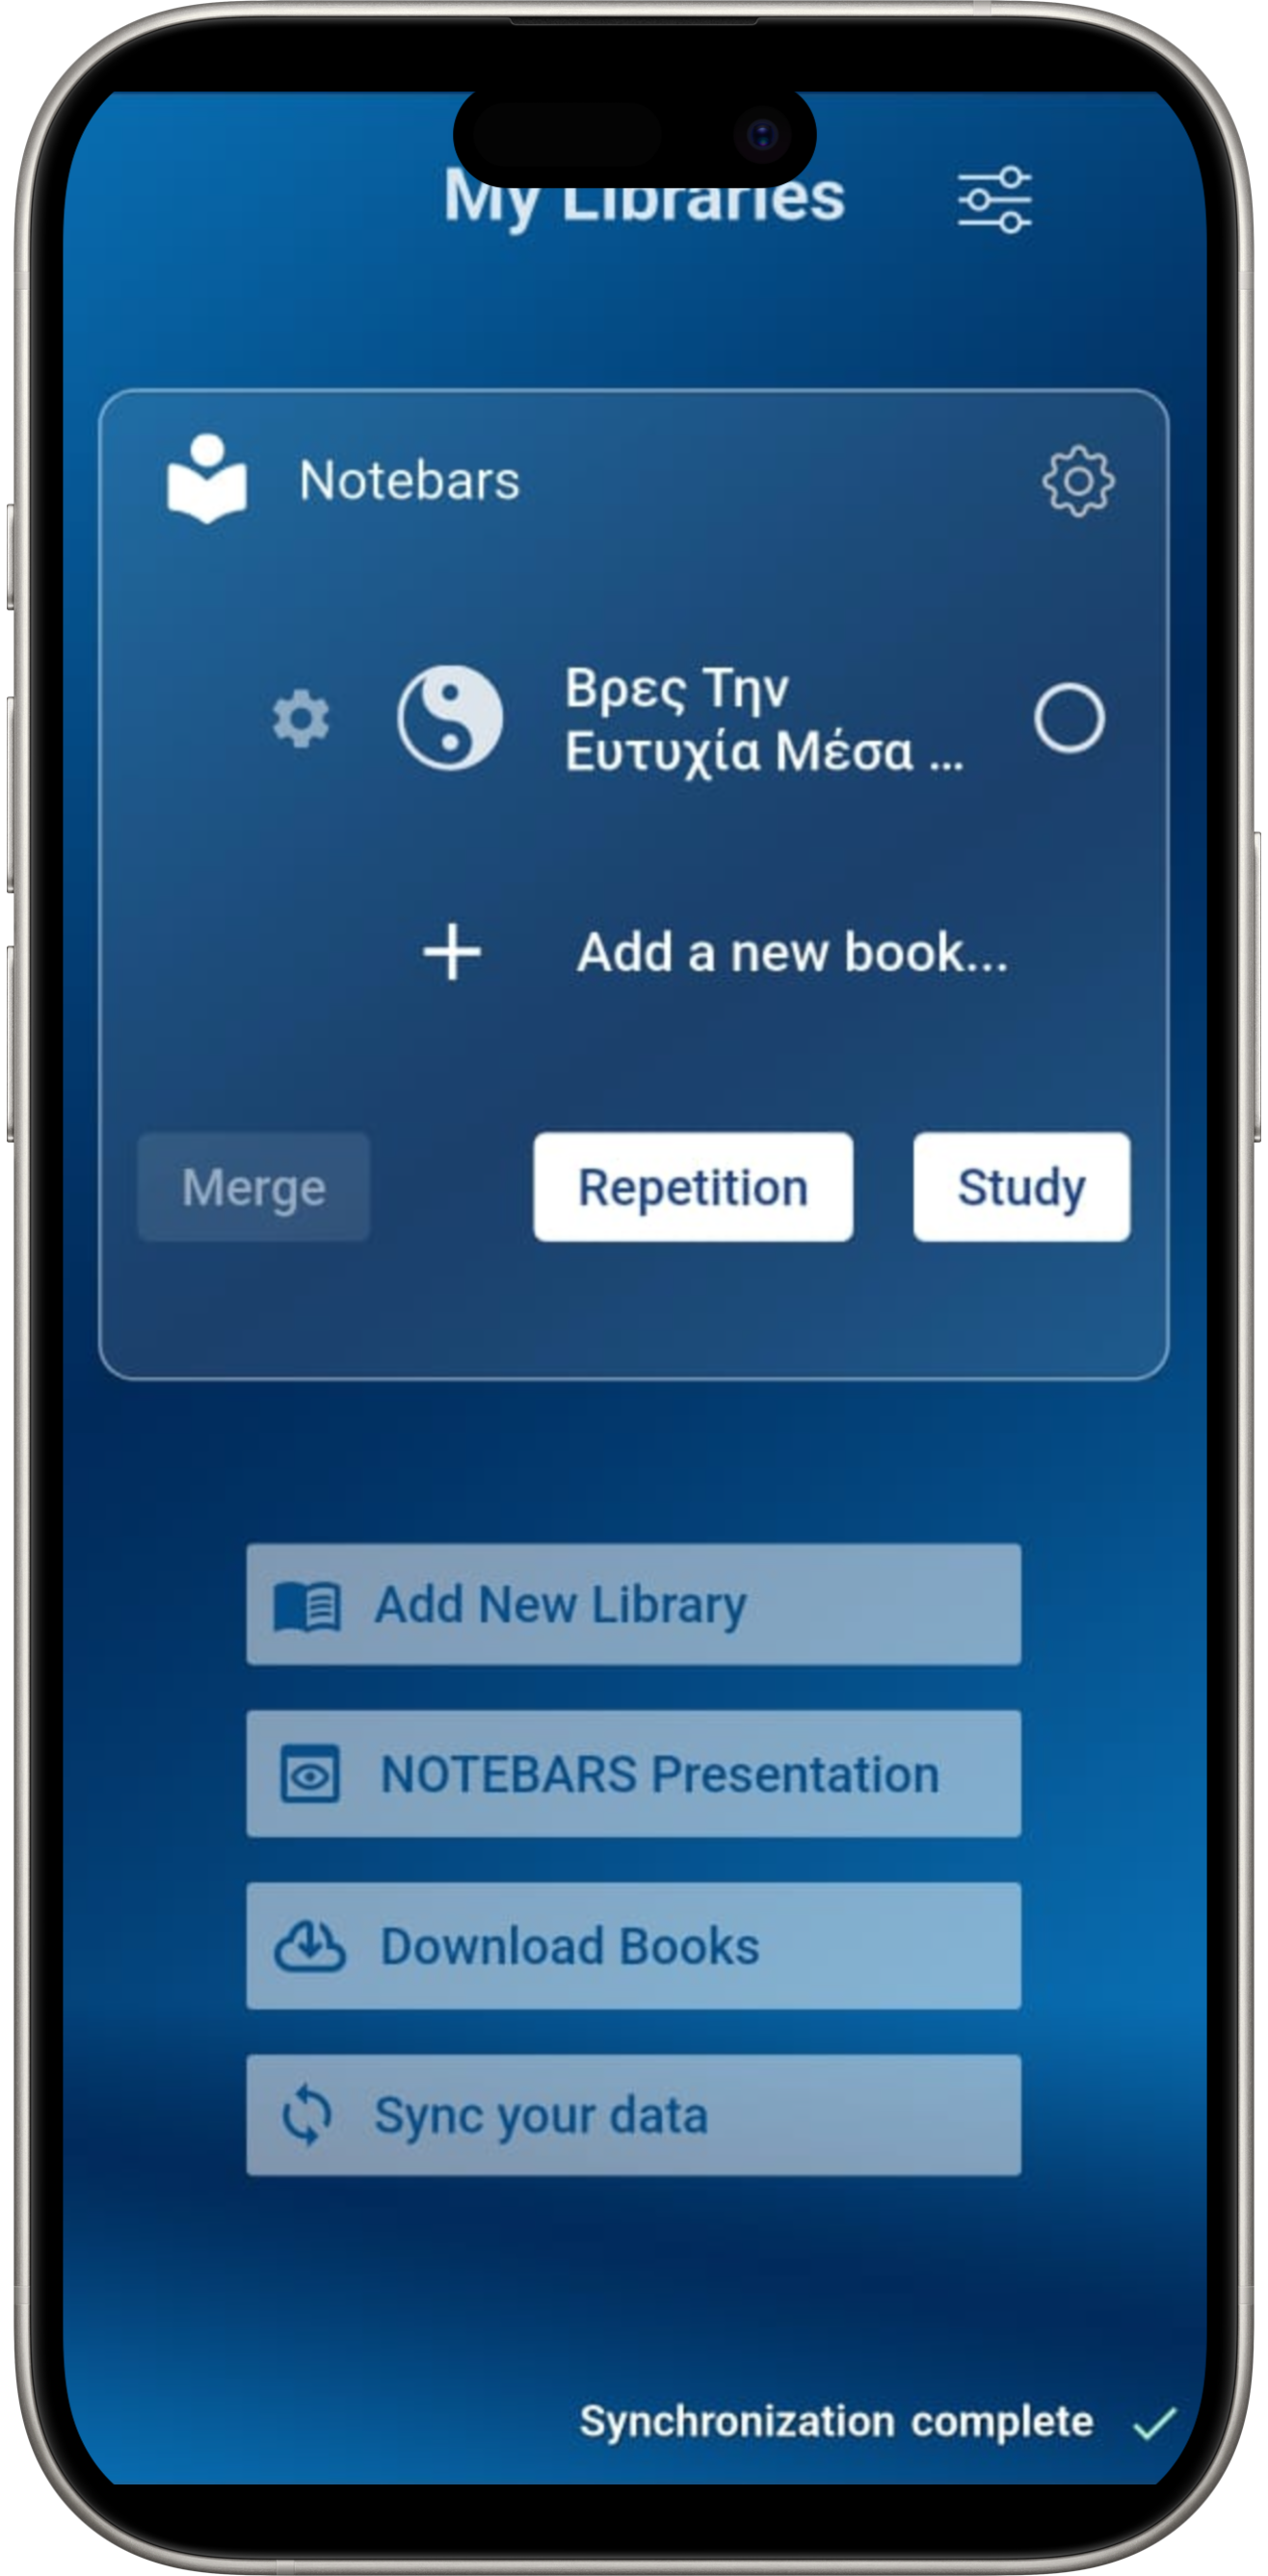 My Libraries
Notebars
Βρες Την
Ευτυχία Μέσα ...
Add a new book...
Merge
Repetition
Study
Add New Library
NOTEBARS Presentation
Download Books
Sync your data
Synchronization complete